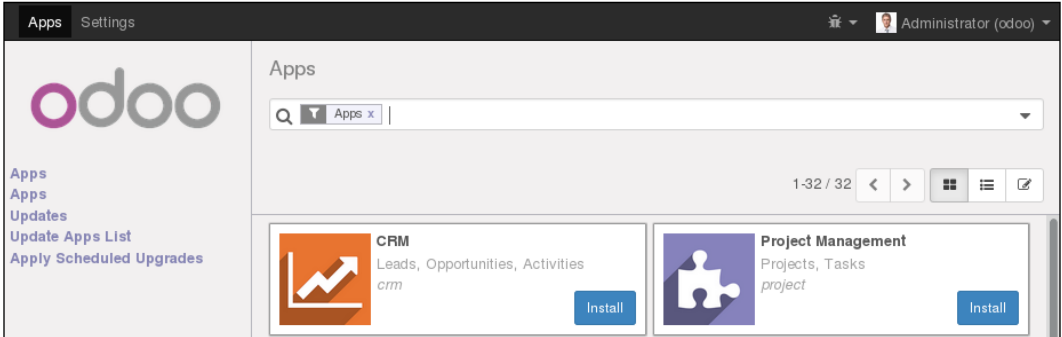 Apps Settings Administrator (odoo)
odoo
Apps
Apps
Updates
Update Apps List
Apply Scheduled Upgrades
Apps
Apps x
1-32 / 32
CRM
Leads, Opportunities, Activities
crm
Install
Project Management
Projects, Tasks
project
Install